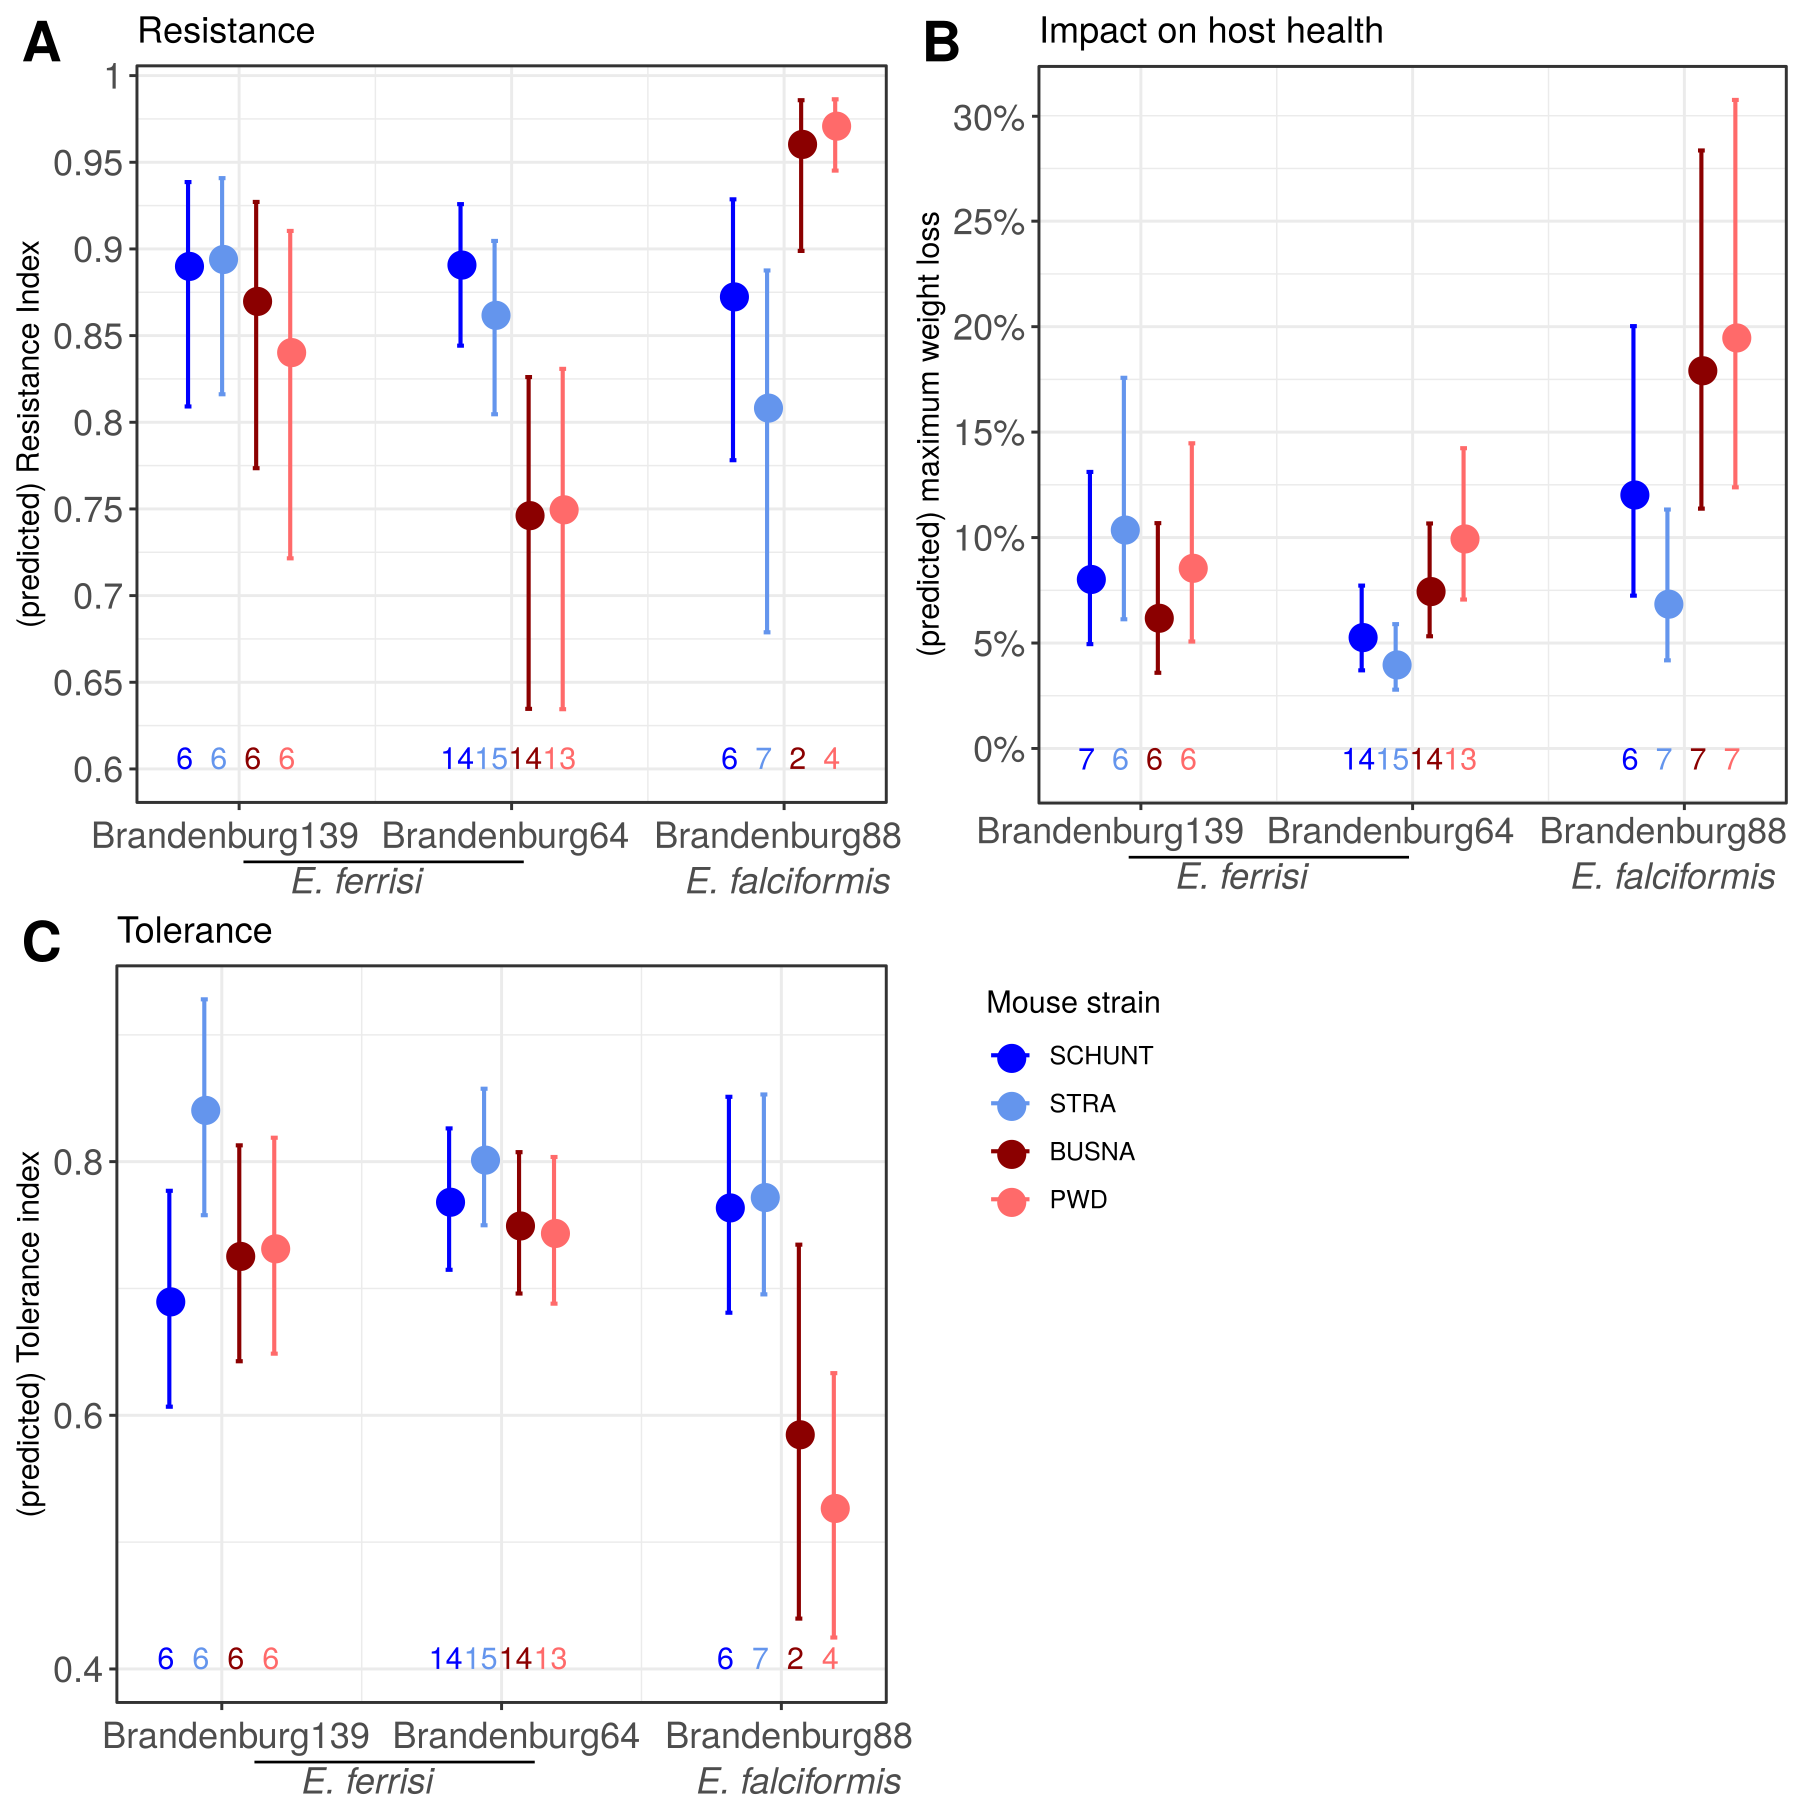 A Resistance
(predicted) Resistance Index
1
0.95
0.9
0.85
0.8
0.75
0.7
0.65
0.6
6 6 6 6 14 15 14 13 6 7 2 4
Brandenburg139 Brandenburg64 Brandenburg88
E. ferrisi E. falciformis
B Impact on host health
(predicted) maximum weight loss
30%
25%
20%
15%
10%
5%
0%
7 6 6 6 14 15 14 13 6 7 7 7
Brandenburg139 Brandenburg64 Brandenburg88
E. ferrisi E. falciformis
C Tolerance
(predicted) Tolerance index
0.8
0.6
0.4
6 6 6 6 14 15 14 13 6 7 2 4
Brandenburg139 Brandenburg64 Brandenburg88
E. ferrisi E. falciformis
Mouse strain
SCHUNT
STRA
BUSNA
PWD